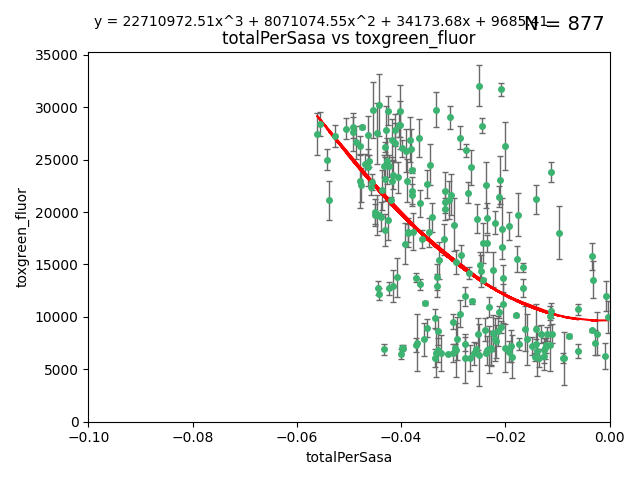 y = 22710972.51x^3 + 8071074.55x^2 + 34173.68x + 9685.41
N = 877
totalPerSasa vs toxgreen_fluor
35000
30000
25000
20000
15000
10000
5000
0
toxgreen_fluor
−0.10 −0.08 −0.06 −0.04 −0.02 0.00
totalPerSasa